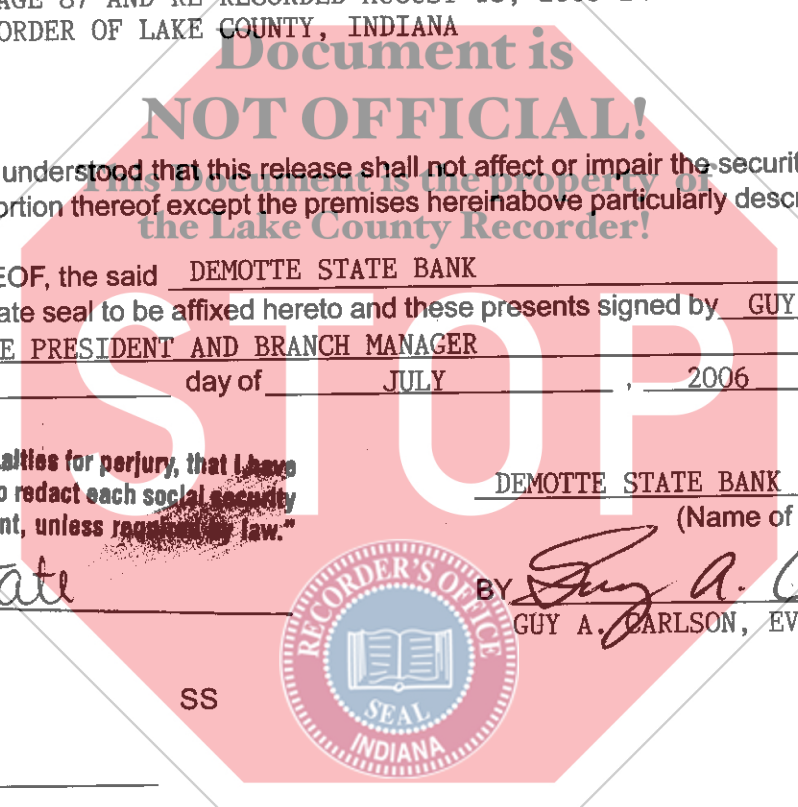 AGE 87 AND RE RECORDED AUGUST
ORDER OF LAKE COUNTY, INDIANA
Document is
NOT OFFICIAL!
understood that this release shall not affect or impair the securit
This Document is the property of
ortion thereof except the premises hereinabove particularly descr
the Lake County Recorder!
EOF, the said DEMOTTE STATE BANK
ate seal to be affixed hereto and these presents signed by GUY
E PRESIDENT AND BRANCH MANAGER
day of JULY , 2006
STOP
alties for perjury, that I have
o redact each social security
nt, unless required by law."
DEMOTTE STATE BANK
(Name of
ate
BY Guy A. C
GUY A. CARLSON, EV
RECORDER'S OFFICE
SEAL
INDIANA
SS